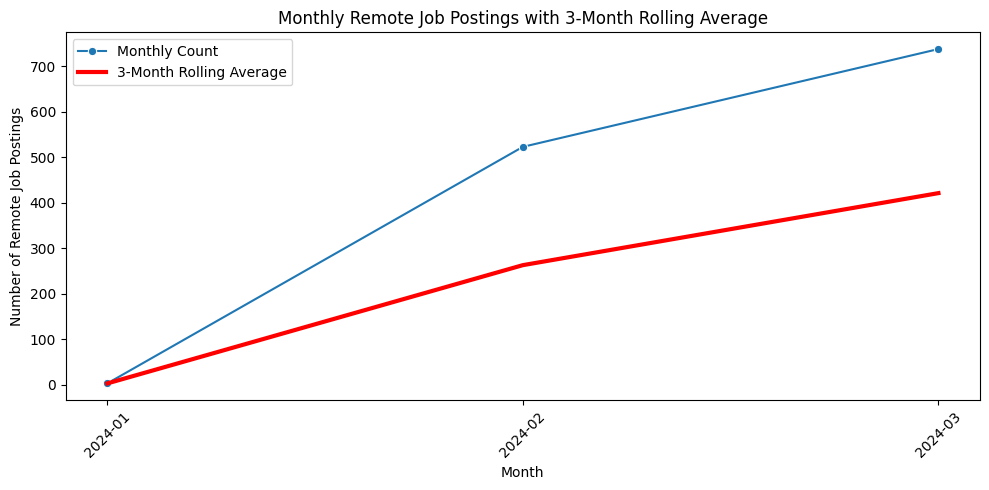 Monthly Remote Job Postings with 3-Month Rolling Average
Monthly Count
3-Month Rolling Average
Number of Remote Job Postings
700
600
500
400
300
200
100
0
2024-01
2024-02
2024-03
Month